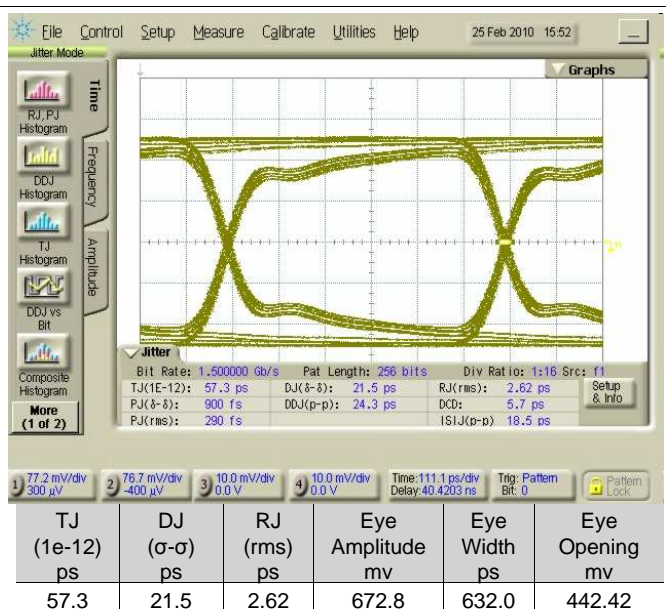 File Control Setup Measure Calibrate Utilities Help 25 Feb 2010 15:52
Jitter Mode
Graphs
Time
Frequency
Amplitude
RJ, PJ
Histogram
DDJ
Histogram
TJ
Histogram
DDJ vs
Bit
Composite
Histogram
More
(1 of 2)
Jitter
Bit Rate: 1.500000 Gb/s Pat Length: 256 bits Div Ratio: 1:16 Src: f1
TJ(1E-12): 57.3 ps DJ(δ-δ): 21.5 ps RJ(rms): 2.62 ps
PJ(δ-δ): 900 fs DDJ(p-p): 24.3 ps DCD: 5.7 ps
PJ(rms): 290 fs ISIJ(p-p) 18.5 ps
Setup
& Info
1) 77.2 mV/div 2) 76.7 mV/div 3) 10.0 mV/div 4) 10.0 mV/div Time:111.1 ps/div Trig: Pattern Pattern
300 µV -400 µV 0.0 V 0.0 V Delay:40.4203 ns Bit: 0 Lock
TJ DJ RJ Eye Eye Eye
(1e-12) (σ-σ) (rms) Amplitude Width Opening
ps ps ps mv ps mv
57.3 21.5 2.62 672.8 632.0 442.42